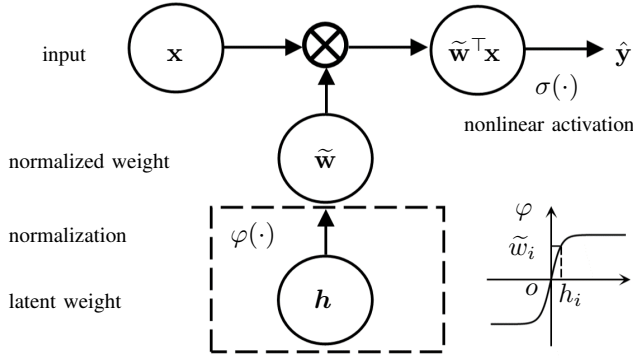 input x w̃⊤x ŷ
σ(·)
nonlinear activation
normalized weight w̃
normalization φ(·) φ
w̃ᵢ
latent weight h o hᵢ